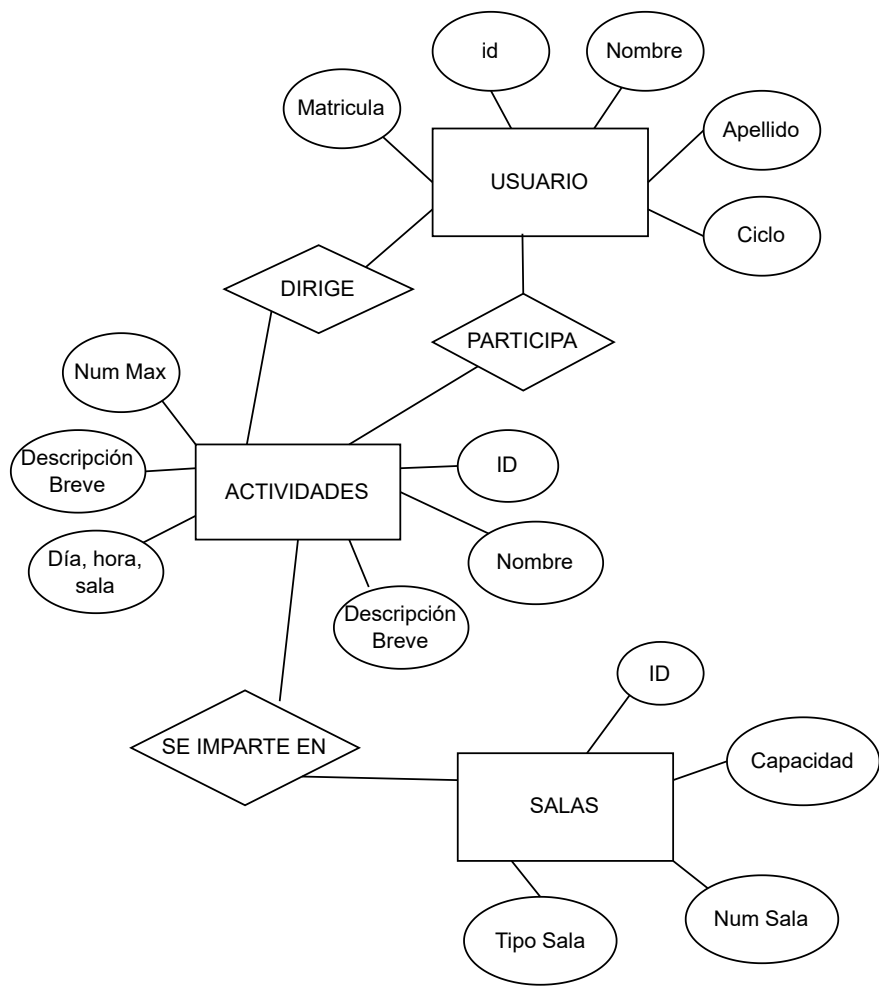 id
Nombre
Matricula
Apellido
USUARIO
Ciclo
DIRIGE
PARTICIPA
Num Max
Descripción
Breve
ID
ACTIVIDADES
Día, hora,
sala
Nombre
Descripción
Breve
ID
SE IMPARTE EN
Capacidad
SALAS
Num Sala
Tipo Sala